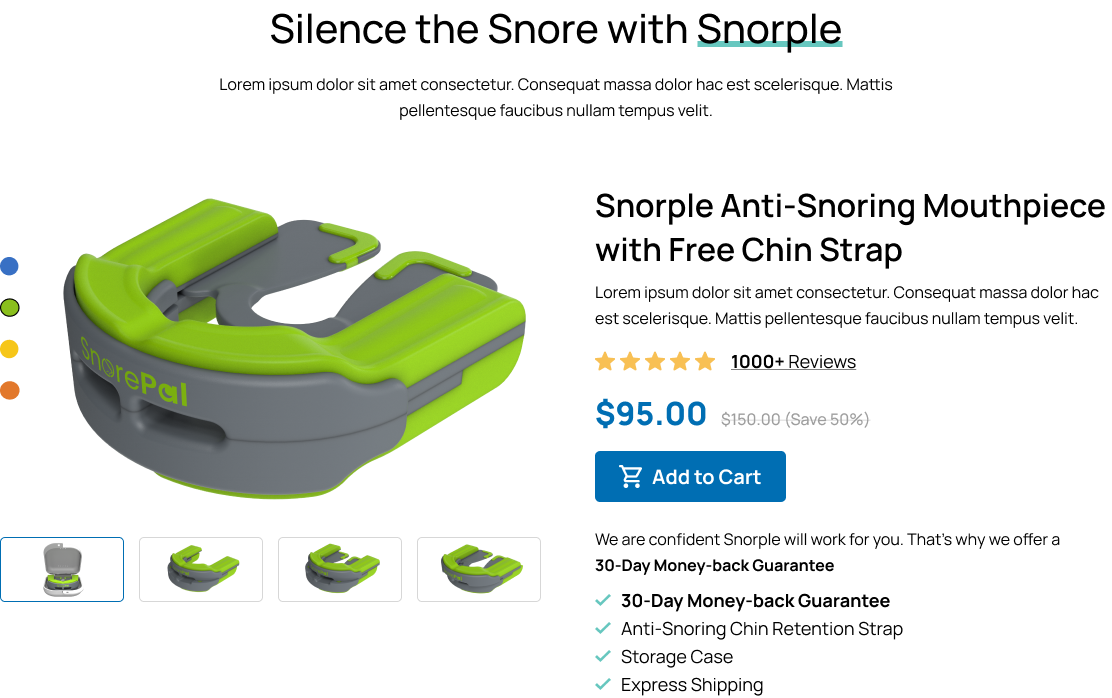 Silence the Snore with Snorple
Lorem ipsum dolor sit amet consectetur. Consequat massa dolor hac est scelerisque. Mattis
pellentesque faucibus nullam tempus velit.
SnorePal
Snorple Anti-Snoring Mouthpiece
with Free Chin Strap
Lorem ipsum dolor sit amet consectetur. Consequat massa dolor hac
est scelerisque. Mattis pellentesque faucibus nullam tempus velit.
1000+ Reviews
$95.00 $150.00 (Save 50%)
Add to Cart
We are confident Snorple will work for you. That's why we offer a
30-Day Money-back Guarantee
30-Day Money-back Guarantee
Anti-Snoring Chin Retention Strap
Storage Case
Express Shipping